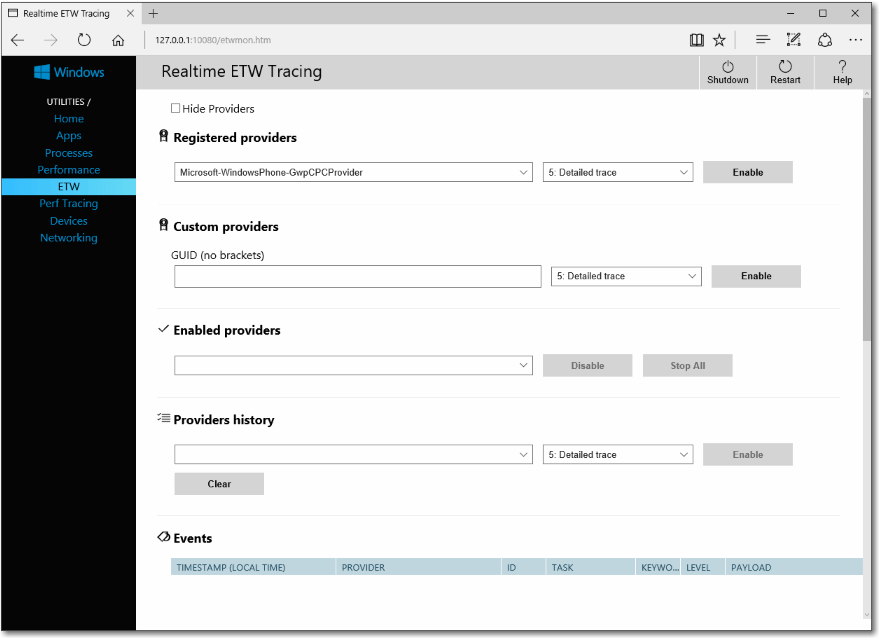 Realtime ETW Tracing
127.0.0.1:10080/etwmon.htm
Windows
Realtime ETW Tracing
Shutdown
Restart
? Help
UTILITIES /
Home
Apps
Processes
Performance
ETW
Perf Tracing
Devices
Networking
Hide Providers
Registered providers
Microsoft-WindowsPhone-GwpCPCProvider 5: Detailed trace Enable
Custom providers
GUID (no brackets)
5: Detailed trace Enable
Enabled providers
Disable Stop All
Providers history
5: Detailed trace Enable
Clear
Events
TIMESTAMP (LOCAL TIME) PROVIDER ID TASK KEYWO... LEVEL PAYLOAD